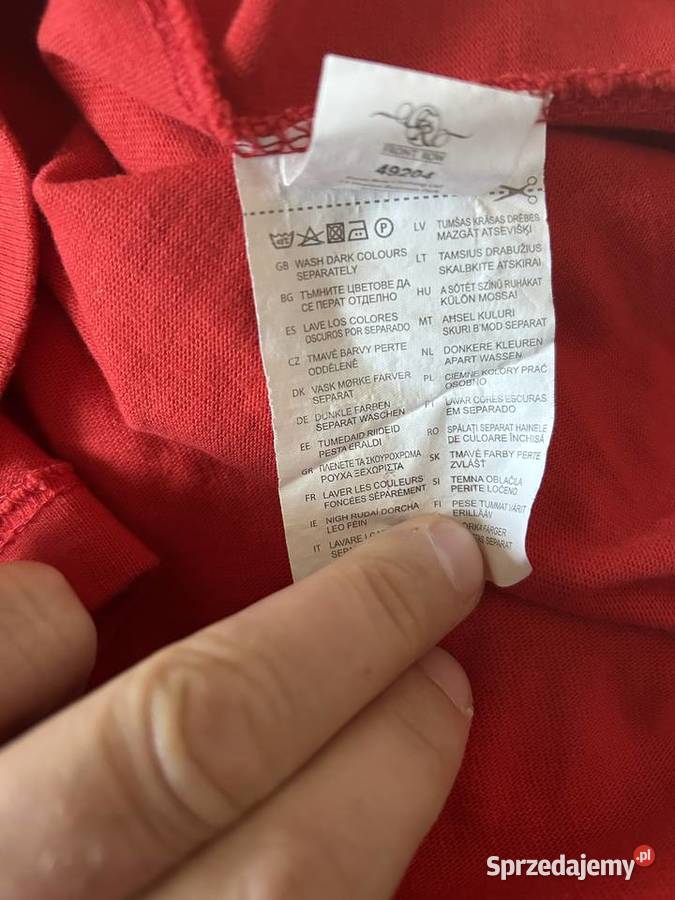 FRONT ROW
49204
P
GB WASH DARK COLOURS
SEPARATELY
BG ТЪМНИТЕ ЦВЕТОВЕ ДА
СЕ ПЕРАТ ОТДЕЛНО
ES LAVE LOS COLORES
OSCUROS POR SEPARADO
CZ TMAVÉ BARVY PERTE
ODDĚLENĚ
DK VASK MØRKE FARVER
SEPARAT
DE DUNKLE FARBEN
SEPARAT WASCHEN
EE TUMEDAID RIIDEID
PESTA ERALDI
GR ΠΛΕΝΕΤΕ ΤΑ ΣΚΟΥΡΟΧΡΩΜΑ
ΡΟΥΧΑ ΞΕΧΩΡΙΣΤΑ
FR LAVER LES COULEURS
FONCÉES SÉPARÉMENT
IE NIGH RUDAÍ DORCHA
LEO FÉIN
IT LAVARE
LV TUMŠAS KRĀSAS DRĒBES
MAZGĀT ATSEVIŠĶI
LT TAMSIUS DRABUŽIUS
SKALBKITE ATSKIRAI
HU A SÖTÉT SZÍNŰ RUHÁKAT
KÜLÖN MOSSA!
MT AĦSEL KULURI
SKURI B'MOD SEPARAT
NL DONKERE KLEUREN
APART WASSEN
PL CIEMNE KOLORY PRAĆ
OSOBNO
LAVAR CORES ESCURAS
EM SEPARADO
RO SPĂLAȚI SEPARAT HAINELE
DE CULOARE ÎNCHISĂ
SK TMAVÉ FARBY PERTE
ZVLÁŠŤ
SI TEMNA OBLAČILA
PERITE LOČENO
FI PESE TUMMAT VÄRIT
ERILLÄÄN
SEPARAT
Sprzedajemy.pl